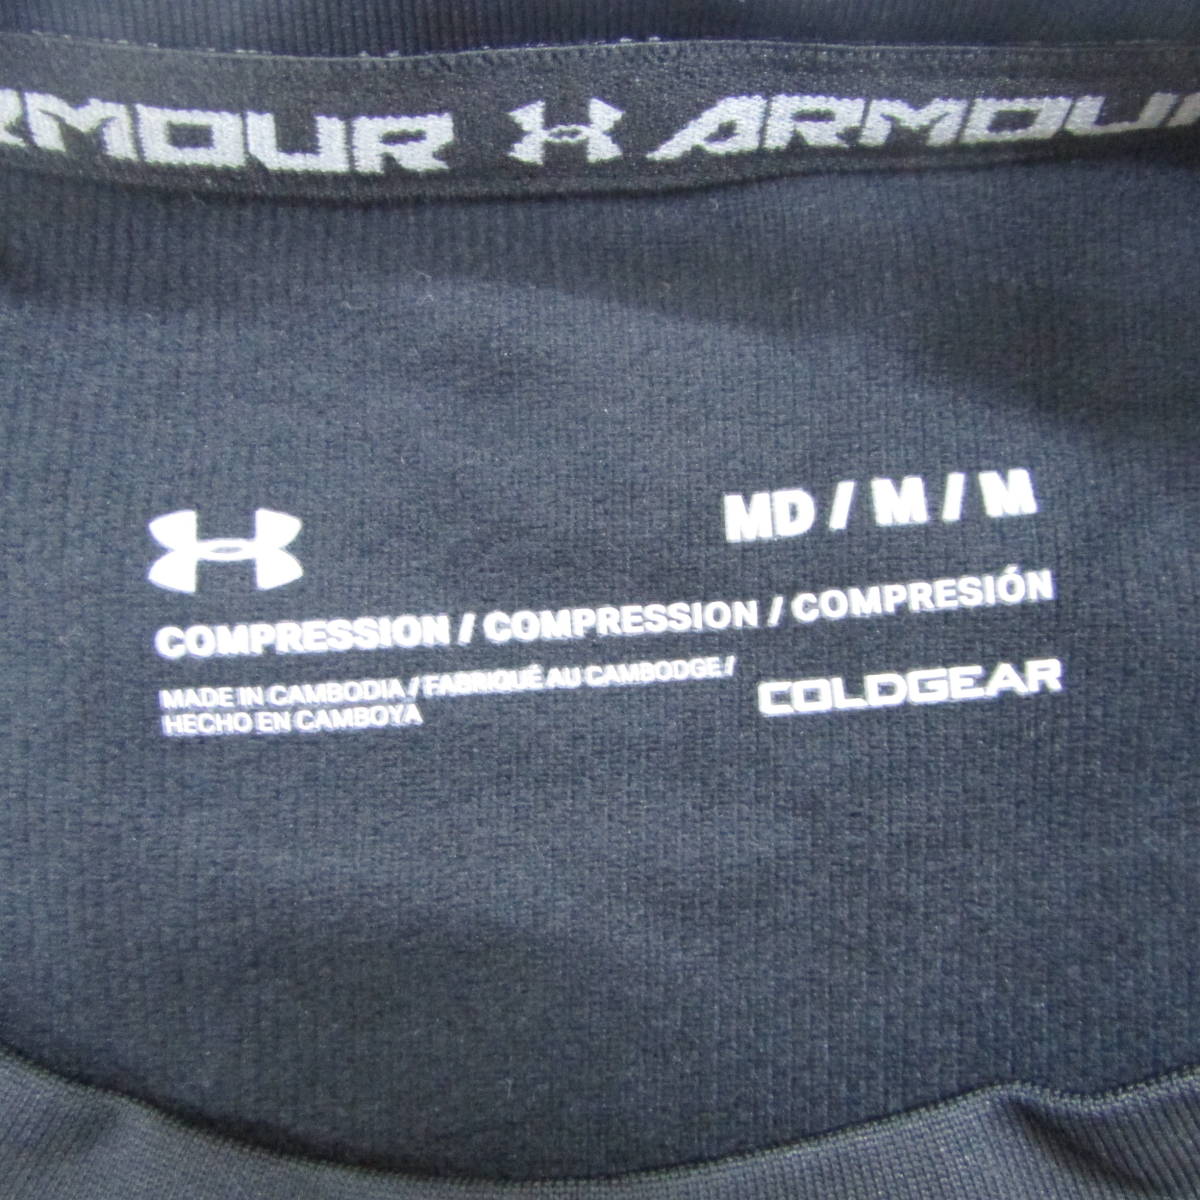 ARMOUR ARMOUR
MD / M / M
COMPRESSION / COMPRESSION / COMPRESIÓN
MADE IN CAMBODIA / FABRIQUÉ AU CAMBODGE /
HECHO EN CAMBOYA
COLDGEAR